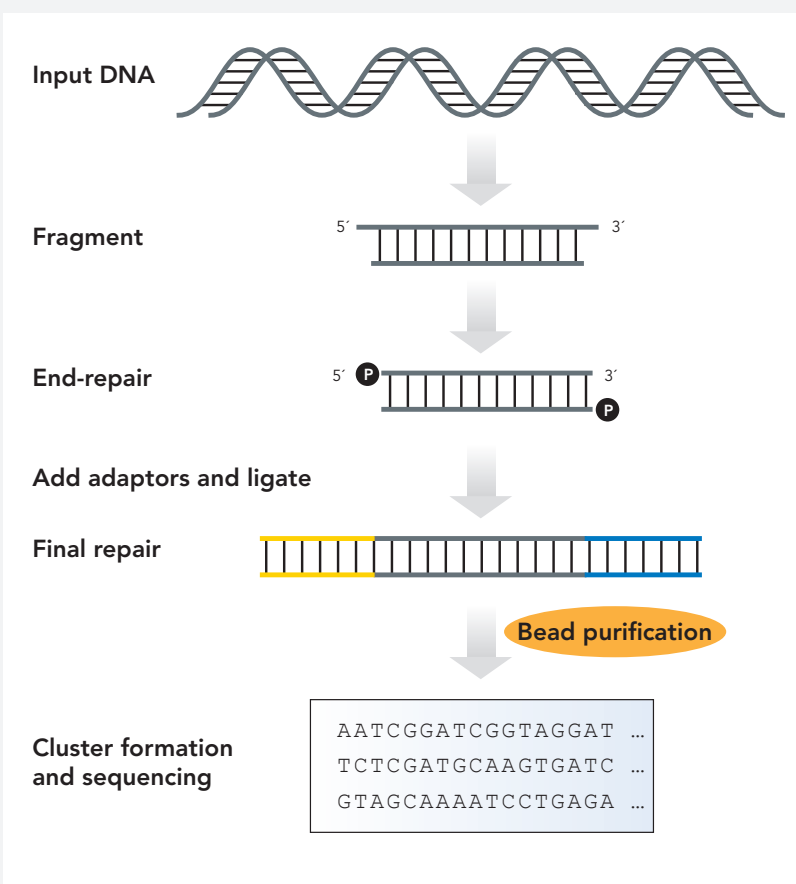 Input DNA
5´ 3´
Fragment
5´ P 3´
End-repair
P
Add adaptors and ligate
Final repair
Bead purification
AATCGGATCGGTAGGAT ...
Cluster formation
and sequencing
TCTCGATGCAAGTGATC ...
GTAGCAAAATCCTGAGA ...